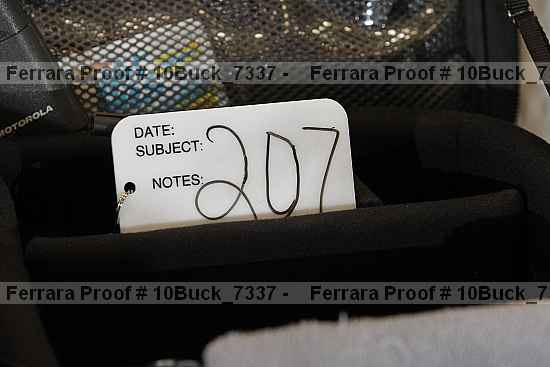 Ferrara Proof # 10Buck_7337 - Ferrara Proof # 10Buck_7
MOTOROLA
DATE:
SUBJECT:
NOTES:
207
Ferrara Proof # 10Buck_7337 - Ferrara Proof # 10Buck_7